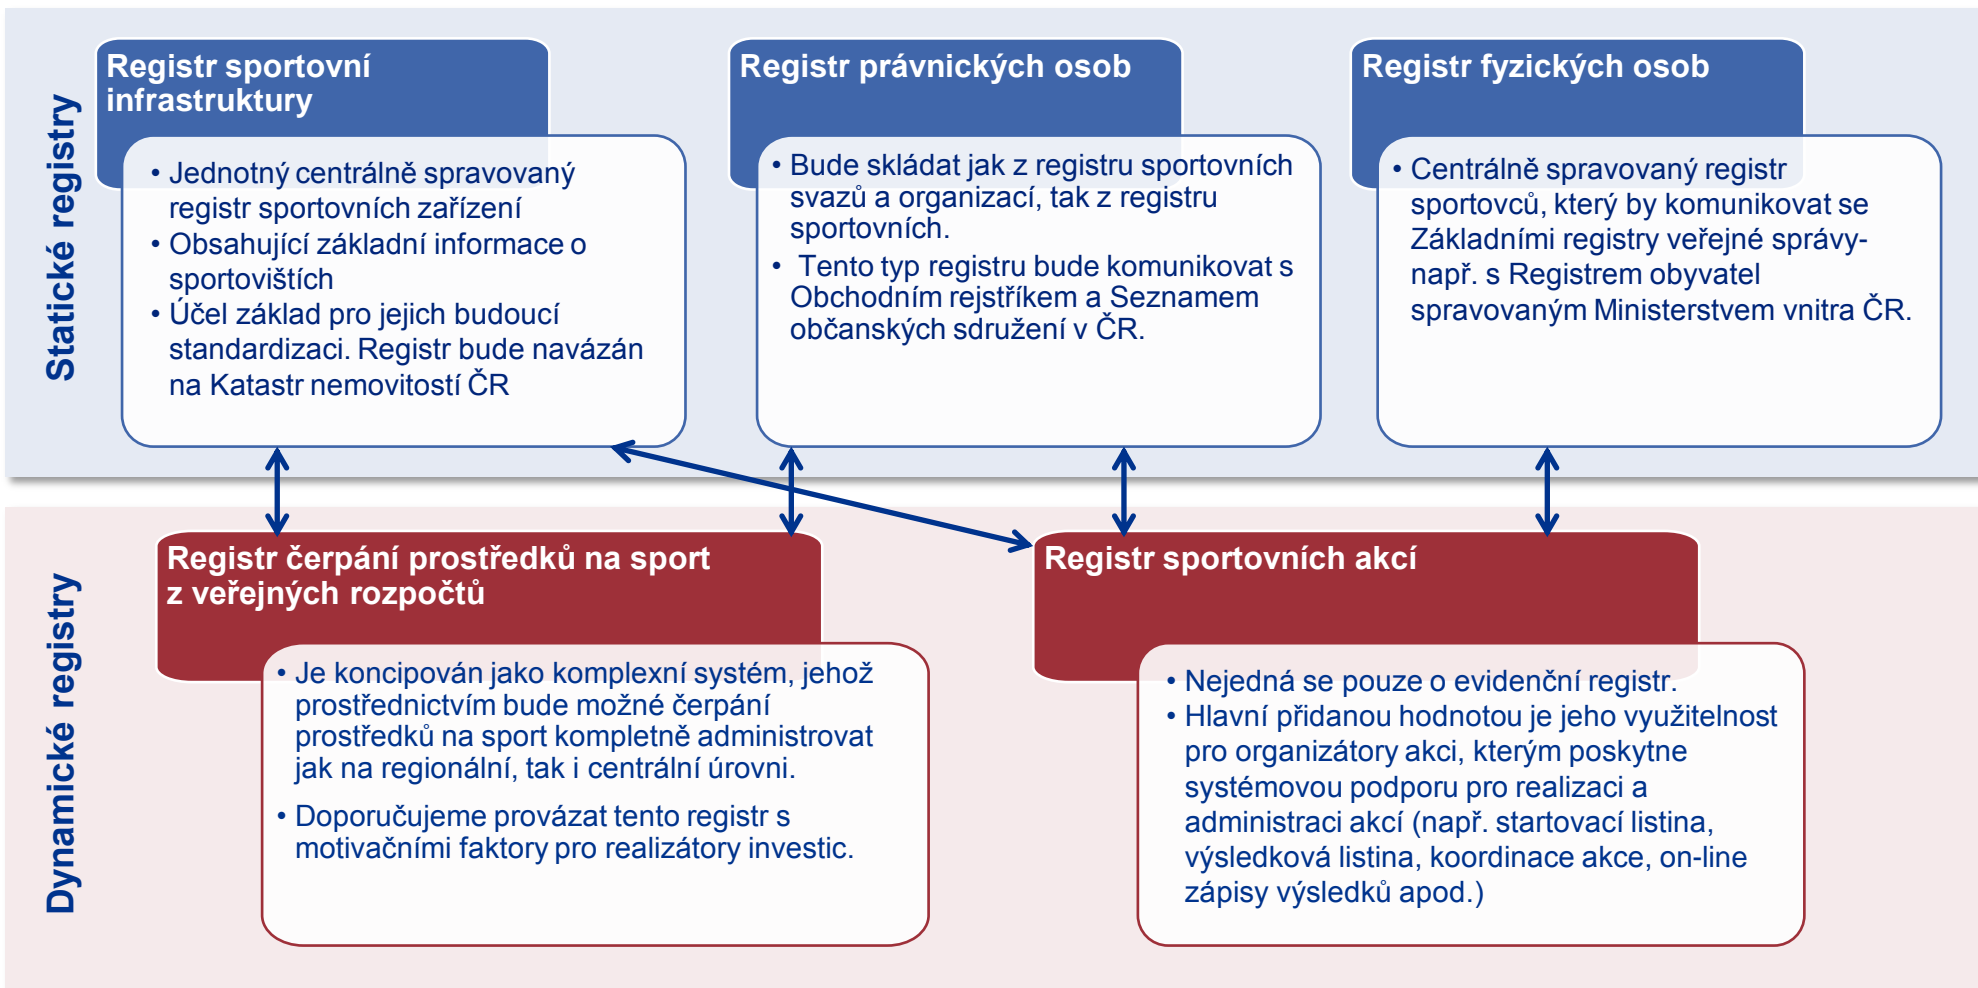 Statické registry
Registr sportovní
infrastruktury
• Jednotný centrálně spravovaný
registr sportovních zařízení
• Obsahující základní informace o
sportovištích
• Účel základ pro jejich budoucí
standardizaci. Registr bude navázán
na Katastr nemovitostí ČR
Registr právnických osob
• Bude skládat jak z registru sportovních
svazů a organizací, tak z registru
sportovních.
• Tento typ registru bude komunikovat s
Obchodním rejstříkem a Seznamem
občanských sdružení v ČR.
Registr fyzických osob
• Centrálně spravovaný registr
sportovců, který by komunikovat se
Základními registry veřejné správy-
např. s Registrem obyvatel
spravovaným Ministerstvem vnitra ČR.
Dynamické registry
Registr čerpání prostředků na sport
z veřejných rozpočtů
• Je koncipován jako komplexní systém, jehož
prostřednictvím bude možné čerpání
prostředků na sport kompletně administrovat
jak na regionální, tak i centrální úrovni.
• Doporučujeme provázat tento registr s
motivačními faktory pro realizátory investic.
Registr sportovních akcí
• Nejedná se pouze o evidenční registr.
• Hlavní přidanou hodnotou je jeho využitelnost
pro organizátory akci, kterým poskytne
systémovou podporu pro realizaci a
administraci akcí (např. startovací listina,
výsledková listina, koordinace akce, on-line
zápisy výsledků apod.)